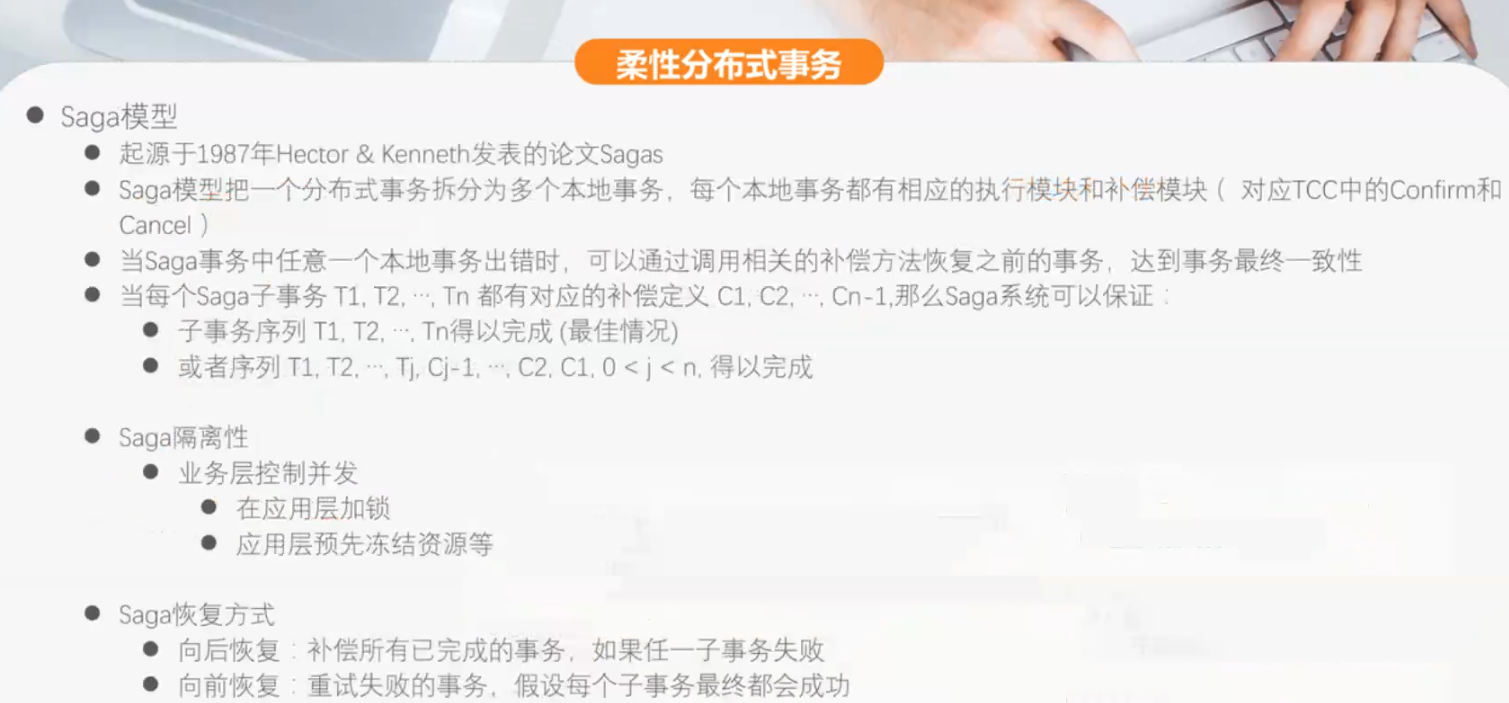 柔性分布式事务
Saga模型
起源于1987年Hector & Kenneth发表的论文Sagas
Saga模型把一个分布式事务拆分为多个本地事务，每个本地事务都有相应的执行模块和补偿模块（ 对应TCC中的Confirm和
Cancel）
当Saga事务中任意一个本地事务出错时，可以通过调用相关的补偿方法恢复之前的事务，达到事务最终一致性
当每个Saga子事务 T1, T2, …, Tn 都有对应的补偿定义 C1, C2, …, Cn-1,那么Saga系统可以保证：
子事务序列 T1, T2, …, Tn得以完成 (最佳情况)
或者序列 T1, T2, …, Tj, Cj-1, …, C2, C1, 0 < j < n, 得以完成
Saga隔离性
业务层控制并发
在应用层加锁
应用层预先冻结资源等
Saga恢复方式
向后恢复：补偿所有已完成的事务，如果任一子事务失败
向前恢复：重试失败的事务，假设每个子事务最终都会成功